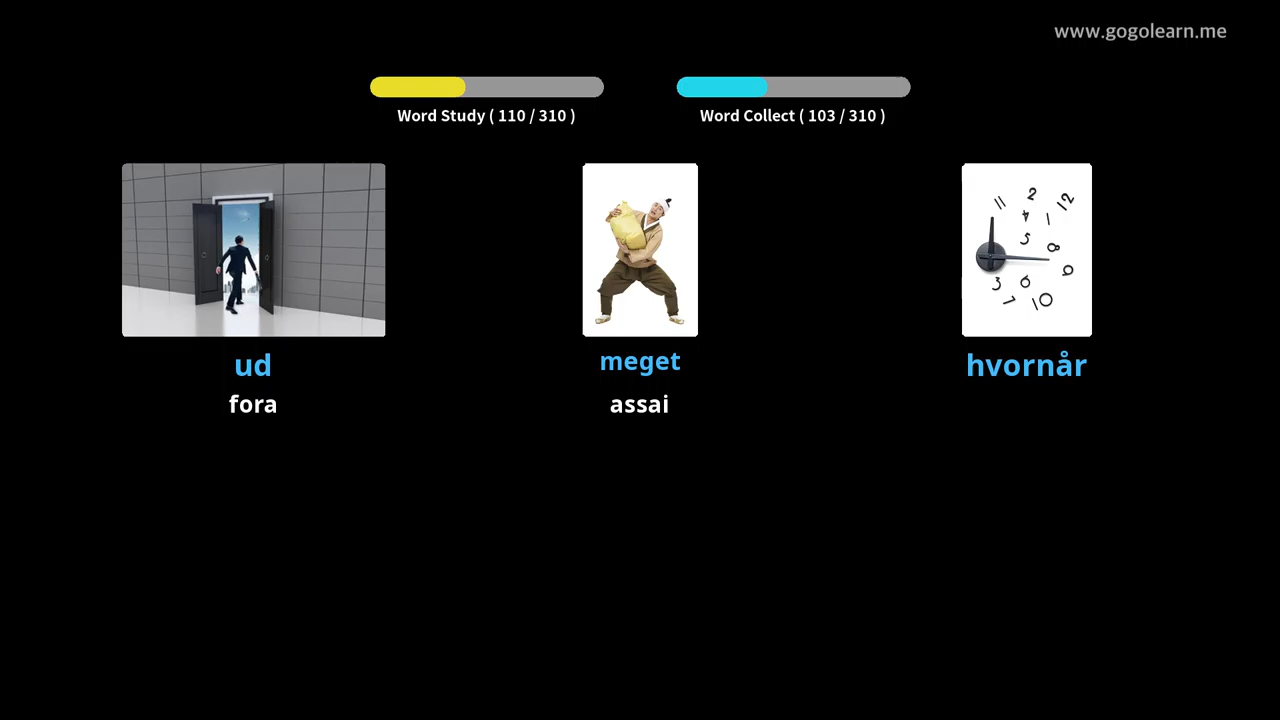 www.gogolearn.me
Word Study ( 110 / 310 )
Word Collect ( 103 / 310 )
ud
meget
hvornår
fora
assai